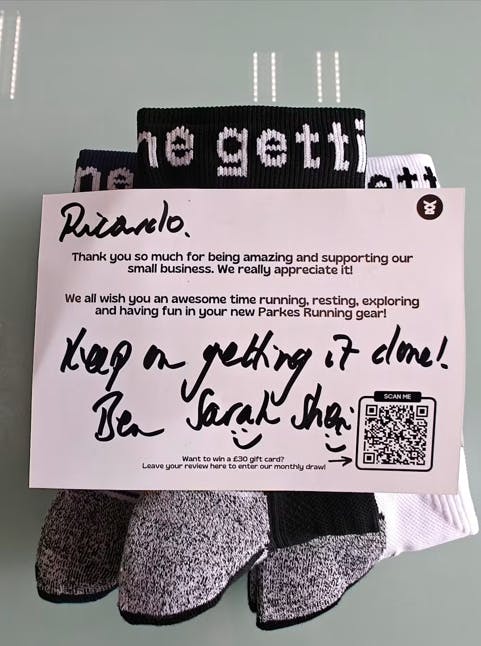 ne getti
ne
ett
Ricardo.
Thank you so much for being amazing and supporting our
small business. We really appreciate it!
We all wish you an awesome time running, resting, exploring
and having fun in your new Parkes Running gear!
Keep on getting it done!
Ben Sarah
SCAN ME
Want to win a £30 gift card?
Leave your review here to enter our monthly draw!